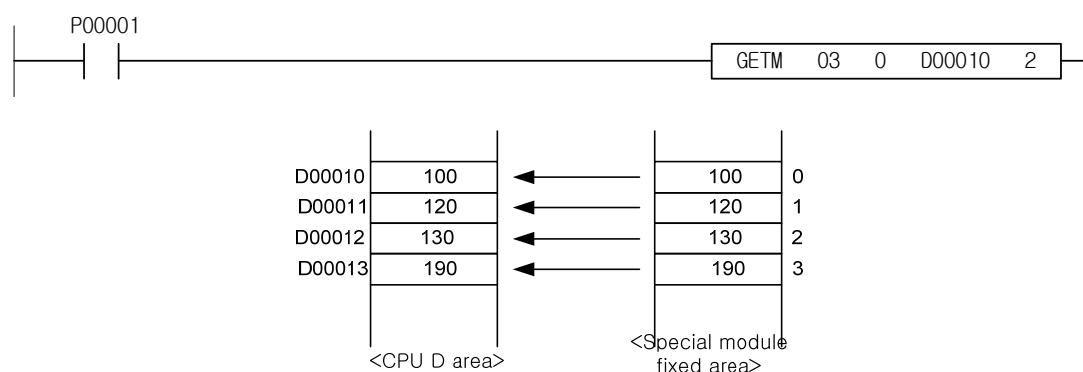 P00001
GETM 03 0 D00010 2
D00010 100 100 0
D00011 120 120 1
D00012 130 130 2
D00013 190 190 3
<CPU D area>
<Special module
fixed area>